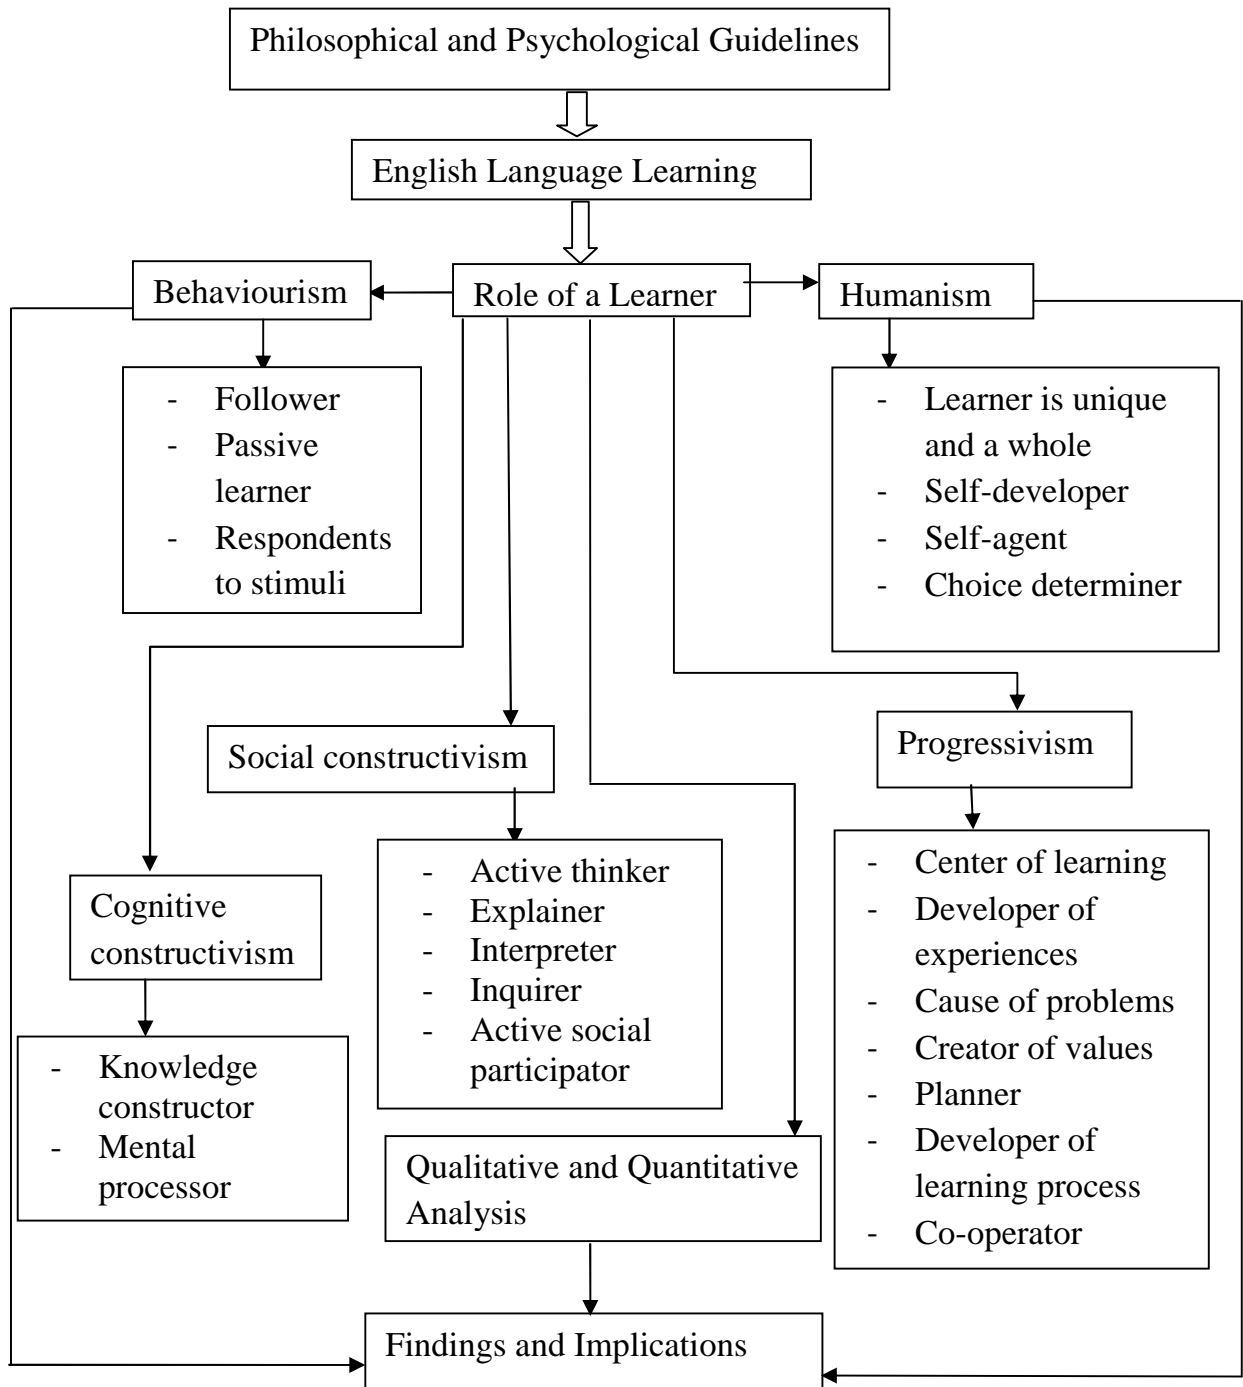 Philosophical and Psychological Guidelines
English Language Learning
Behaviourism
Role of a Learner
Humanism
- Follower
- Passive
learner
- Respondents
to stimuli
- Learner is unique
and a whole
- Self-developer
- Self-agent
- Choice determiner
Social constructivism
Progressivism
Cognitive
constructivism
- Active thinker
- Explainer
- Interpreter
- Inquirer
- Active social
participator
- Center of learning
- Developer of
experiences
- Cause of problems
- Creator of values
- Planner
- Developer of
learning process
- Co-operator
- Knowledge
constructor
- Mental
processor
Qualitative and Quantitative
Analysis
Findings and Implications